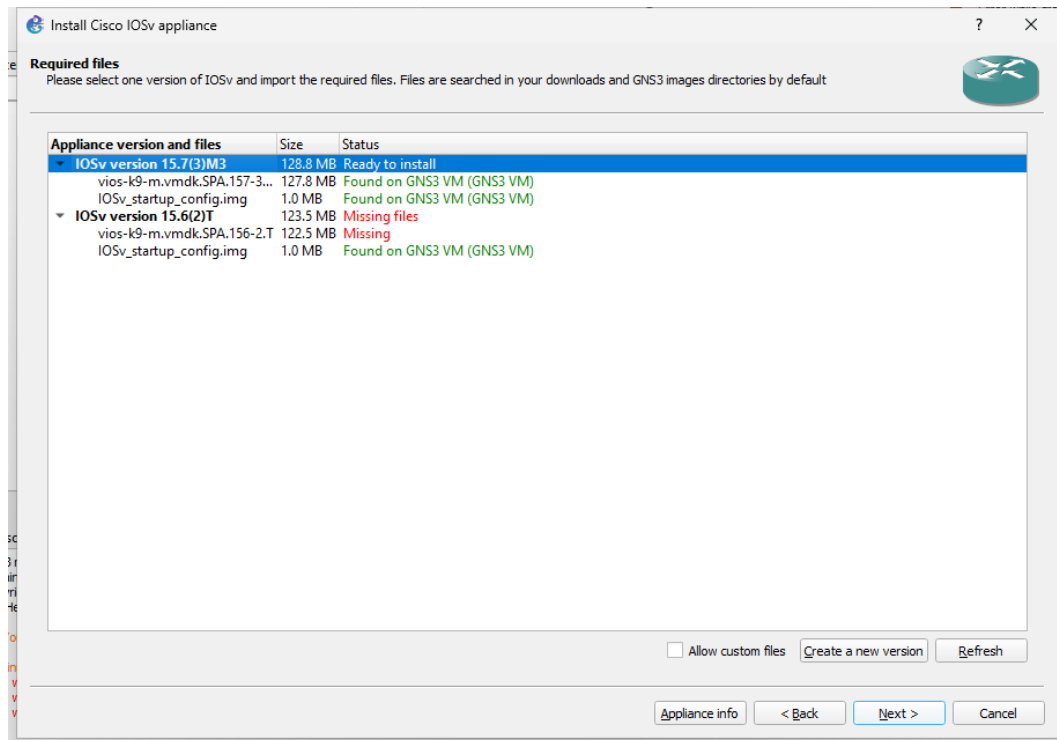 Install Cisco IOSv appliance
Required files
Please select one version of IOSv and import the required files. Files are searched in your downloads and GNS3 images directories by default
Appliance version and files Size Status
IOSv version 15.7(3)M3 128.8 MB Ready to install
vios-k9-m.vmdk.SPA.157-3... 127.8 MB Found on GNS3 VM (GNS3 VM)
IOSv_startup_config.img 1.0 MB Found on GNS3 VM (GNS3 VM)
IOSv version 15.6(2)T 123.5 MB Missing files
vios-k9-m.vmdk.SPA.156-2.T 122.5 MB Missing
IOSv_startup_config.img 1.0 MB Found on GNS3 VM (GNS3 VM)
Allow custom files Create a new version Refresh
Appliance info < Back Next > Cancel